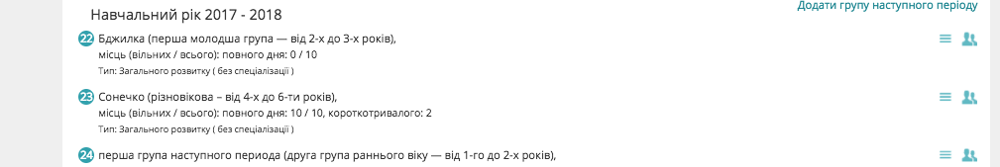 Додати групу наступного періоду
Навчальний рік 2017 - 2018
22 Бджилка (перша молодша група — від 2-х до 3-х років),
місць (вільних / всього): повного дня: 0 / 10
Тип: Загального розвитку ( без спеціалізації )
23 Сонечко (різновікова – від 4-х до 6-ти років),
місць (вільних / всього): повного дня: 10 / 10, короткотривалого: 2
Тип: Загального розвитку ( без спеціалізації )
24 перша група наступного периода (друга група раннього віку — від 1-го до 2-х років),